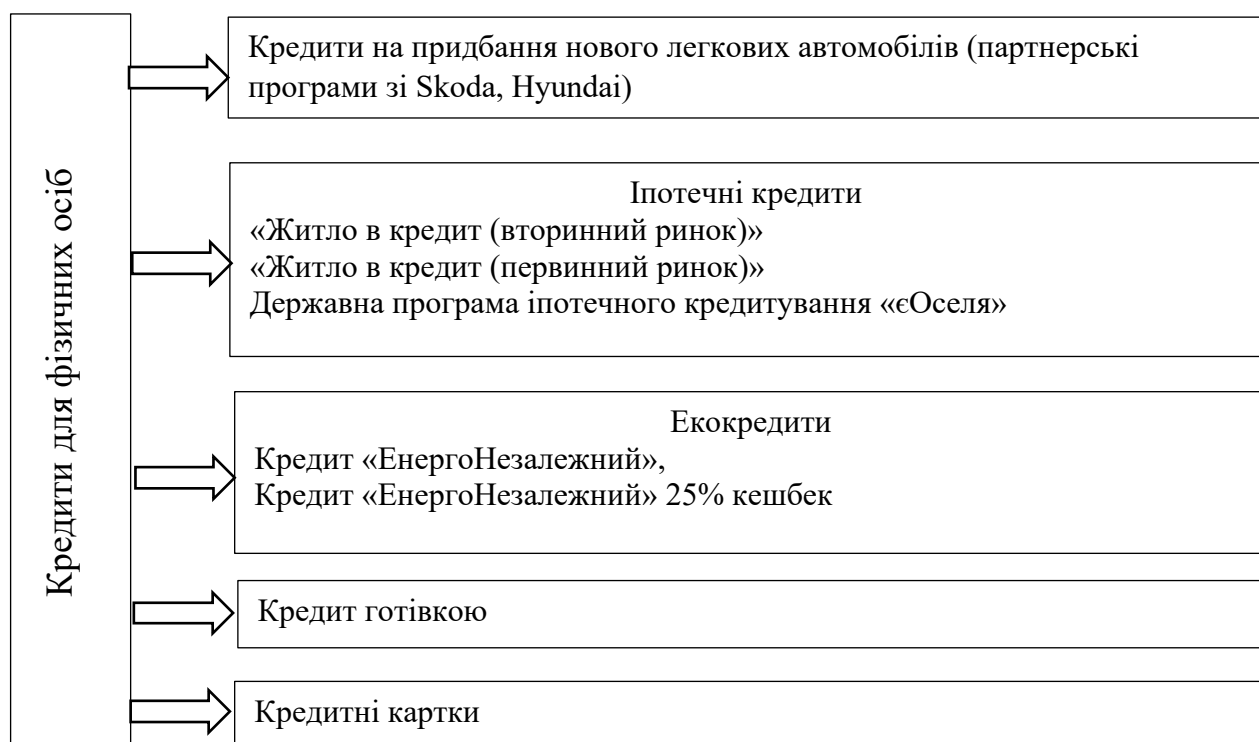 Кредити для фізичних осіб
Кредити на придбання нового легкових автомобілів (партнерські
програми зі Skoda, Hyundai)
Іпотечні кредити
«Житло в кредит (вторинний ринок)»
«Житло в кредит (первинний ринок)»
Державна програма іпотечного кредитування «єОселя»
Екокредити
Кредит «ЕнергоНезалежний»,
Кредит «ЕнергоНезалежний» 25% кешбек
Кредит готівкою
Кредитні картки